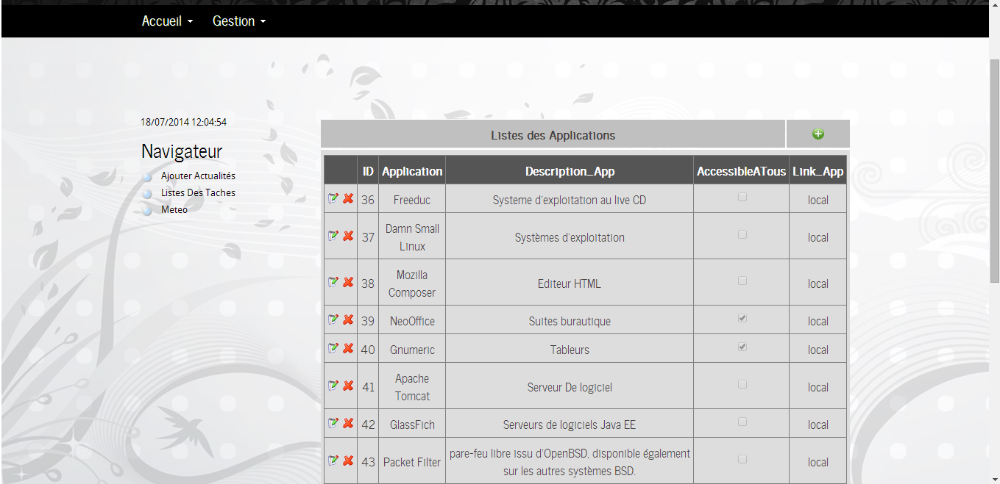 Accueil Gestion
18/07/2014 12:04:54
Navigateur
Ajouter Actualités
Listes Des Taches
Meteo
Listes des Applications
ID Application Description_App AccessibleATous Link_App
36 Freeduc Systeme d'exploitation au live CD local
37 Damn Small Linux Systèmes d'exploitation local
38 Mozilla Composer Editeur HTML local
39 NeoOffice Suites burautique local
40 Gnumeric Tableurs local
41 Apache Tomcat Serveur De logiciel local
42 GlassFich Serveurs de logiciels Java EE local
43 Packet Filter pare-feu libre issu d'OpenBSD, disponible également sur les autres systèmes BSD. local